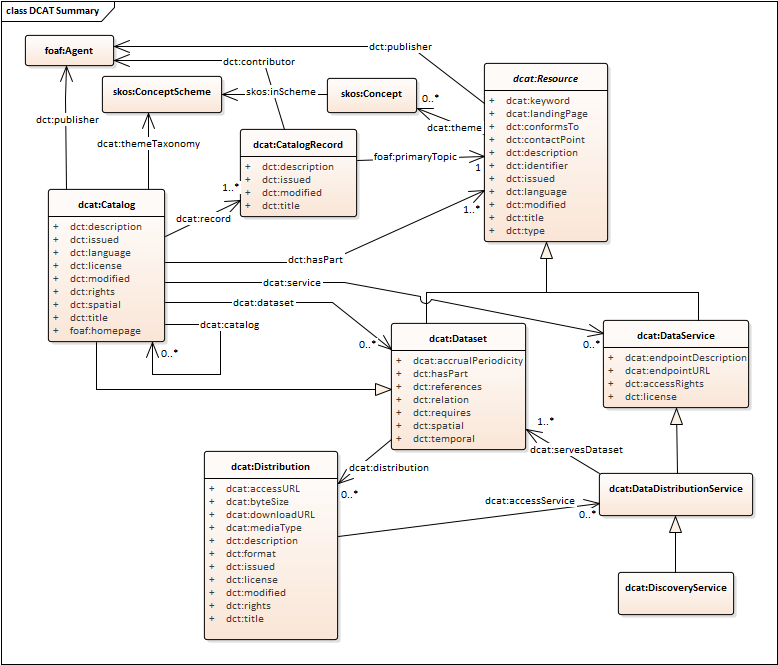 class DCAT Summary
foaf:Agent
dct:publisher
dct:contributor
dcat:Resource
+ dcat:keyword
+ dcat:landingPage
+ dct:conformsTo
+ dct:contactPoint
+ dct:description
+ dct:identifier
+ dct:issued
+ dct:language
+ dct:modified
+ dct:title
+ dct:type
skos:ConceptScheme
skos:inScheme
skos:Concept
0..*
dcat:theme
dct:publisher
dcat:themeTaxonomy
dcat:CatalogRecord
+ dct:description
+ dct:issued
+ dct:modified
+ dct:title
foaf:primaryTopic
1
1..*
dcat:record
1..*
dcat:Catalog
+ dct:description
+ dct:issued
+ dct:language
+ dct:license
+ dct:modified
+ dct:rights
+ dct:spatial
+ dct:title
+ foaf:homepage
dct:hasPart
dcat:service
dcat:dataset
dcat:catalog
0..*
0..*
0..*
dcat:Dataset
+ dcat:accrualPeriodicity
+ dct:hasPart
+ dct:references
+ dct:relation
+ dct:requires
+ dct:spatial
+ dct:temporal
dcat:DataService
+ dct:endpointDescription
+ dct:endpointURL
+ dct:accessRights
+ dct:license
1..*
dcat:servesDataset
dcat:distribution
0..*
dcat:Distribution
+ dcat:accessURL
+ dcat:byteSize
+ dcat:downloadURL
+ dcat:mediaType
+ dct:description
+ dct:format
+ dct:issued
+ dct:license
+ dct:modified
+ dct:rights
+ dct:title
dcat:accessService
0..*
dcat:DataDistributionService
dcat:DiscoveryService